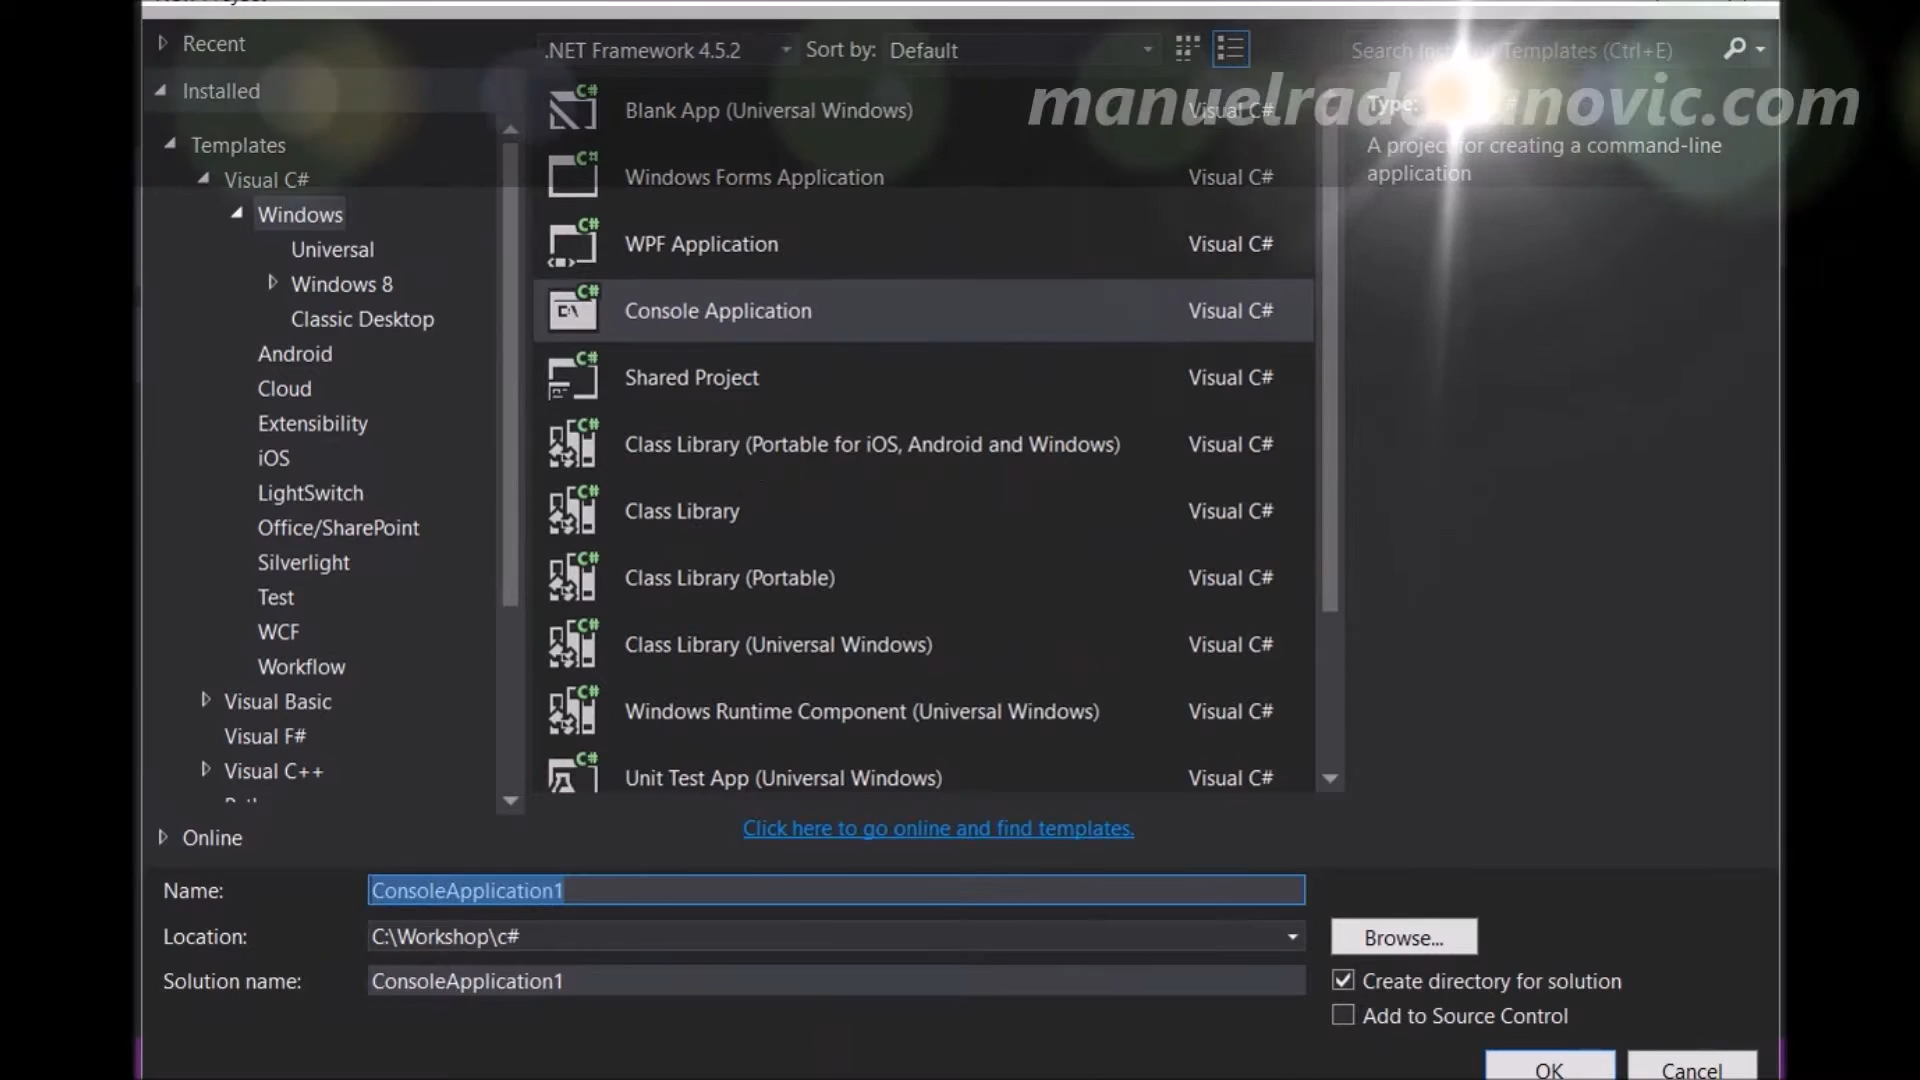 Recent
Installed
Templates
Visual C#
Windows
Universal
Windows 8
Classic Desktop
Android
Cloud
Extensibility
iOS
LightSwitch
Office/SharePoint
Silverlight
Test
WCF
Workflow
Visual Basic
Visual F#
Visual C++
Online
.NET Framework 4.5.2
Sort by: Default
Blank App (Universal Windows) Visual C#
Windows Forms Application Visual C#
WPF Application Visual C#
Console Application Visual C#
Shared Project Visual C#
Class Library (Portable for iOS, Android and Windows) Visual C#
Class Library Visual C#
Class Library (Portable) Visual C#
Class Library (Universal Windows) Visual C#
Windows Runtime Component (Universal Windows) Visual C#
Unit Test App (Universal Windows) Visual C#
Click here to go online and find templates.
Search Templates (Ctrl+E)
Type:
A project for creating a command-line
application
Name: ConsoleApplication1
Location: C:\Workshop\c#
Browse...
Solution name: ConsoleApplication1
Create directory for solution
Add to Source Control
OK Cancel